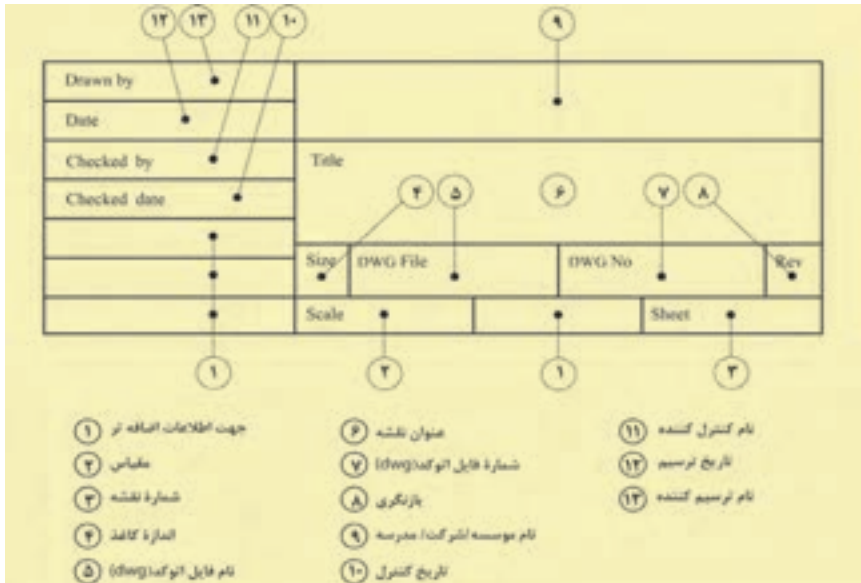 ۱۲ ۱۳ ۱۱ ۱۰ ۹
Drawn by
Date
Checked by
Checked date
Title
۴ ۵ ۶ ۷ ۸
Size DWG File DWG No Rev
Scale Sheet
۱ ۲ ۱ ۳
۱۱ نام کنترل کننده
۱۲ تاریخ ترسیم
۱۳ نام ترسیم کننده
۶ عنوان نقشه
۷ شمارۀ فایل اتوکد(dwg)
۸ بازنگری
۹ نام موسسه/شرکت/ مدرسه
۱۰ تاریخ کنترل
۱ جهت اطلاعات اضافه تر
۲ مقیاس
۳ شمارۀ نقشه
۴ اندازۀ کاغذ
۵ نام فایل اتوکد(dwg)